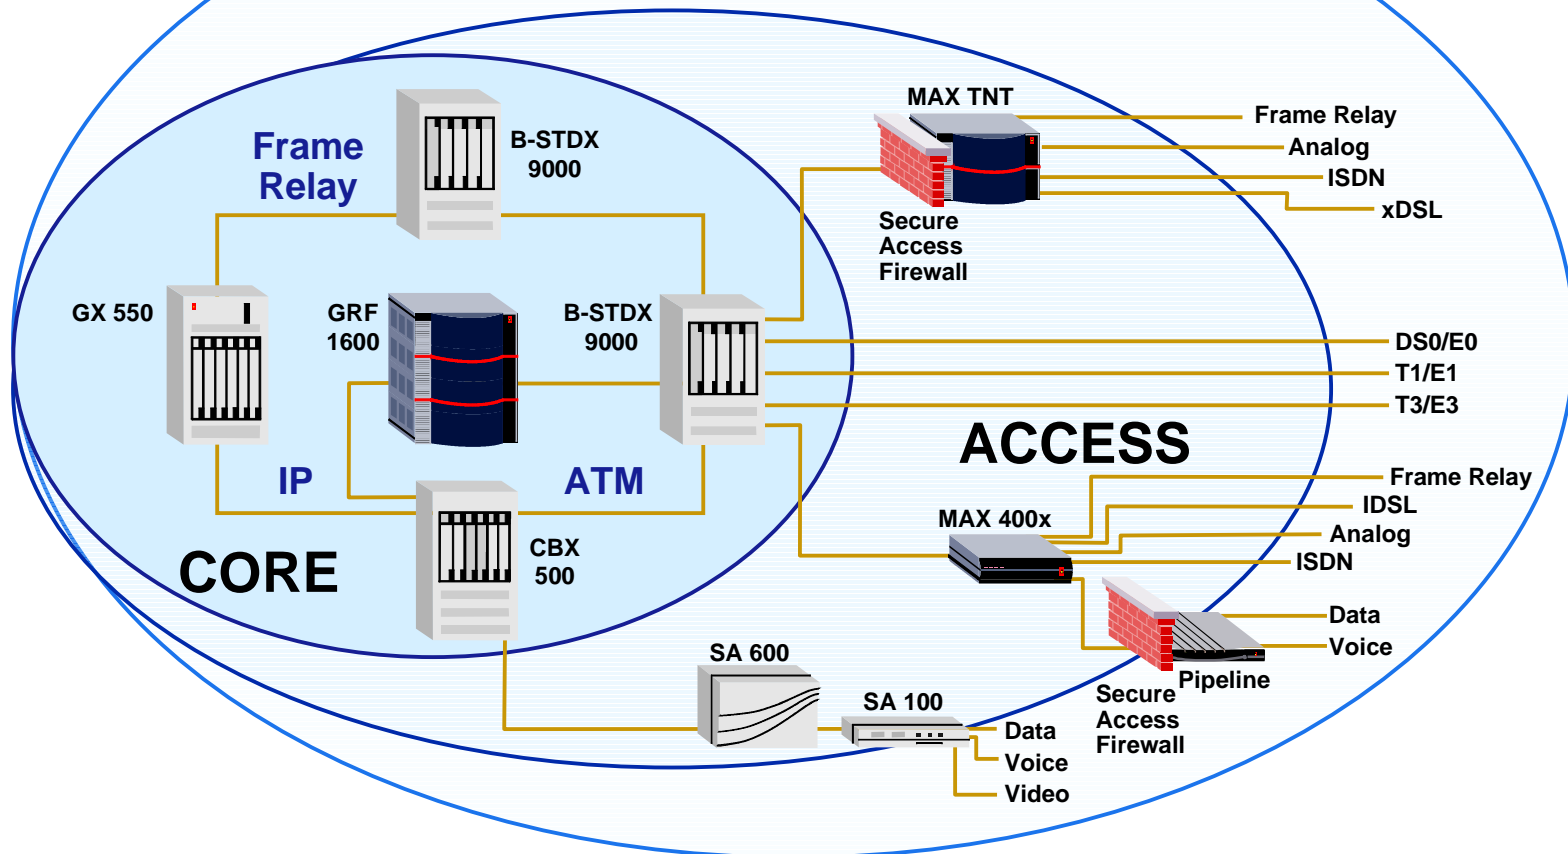 MAX TNT
Frame Relay
Analog
ISDN
xDSL
Secure
Access
Firewall
Frame
Relay
B-STDX
9000
GX 550
GRF
1600
B-STDX
9000
DS0/E0
T1/E1
T3/E3
ACCESS
IP
ATM
CORE
CBX
500
MAX 400x
Frame Relay
IDSL
Analog
ISDN
Data
Voice
Pipeline
Secure
Access
Firewall
SA 600
SA 100
Data
Voice
Video